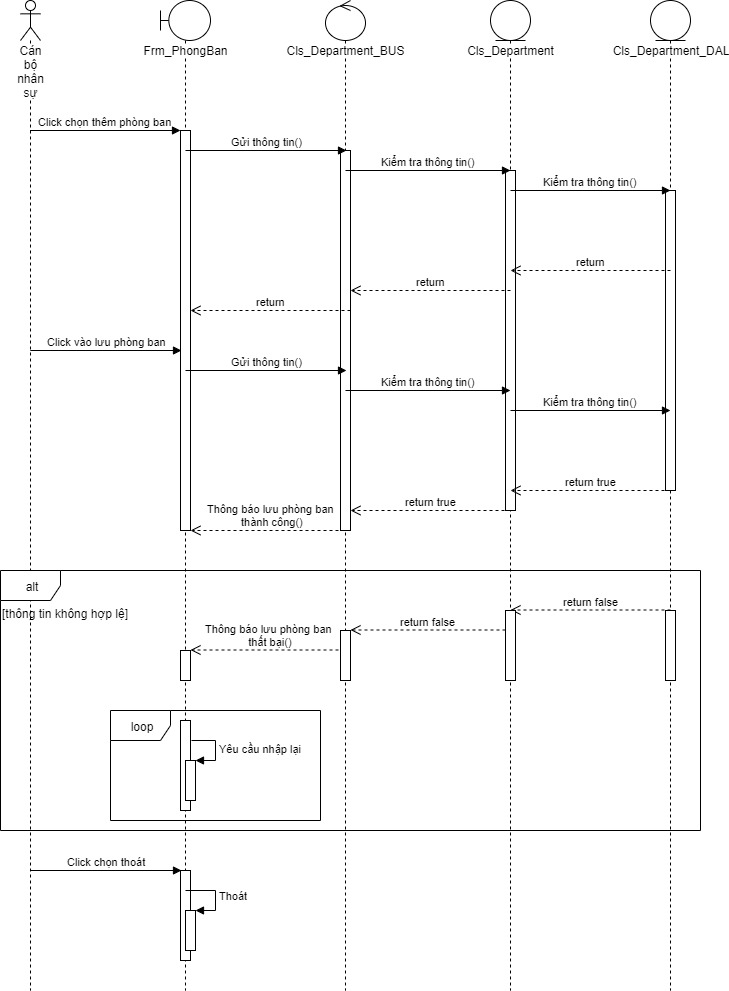 Cán
bộ
nhân
sự
Frm_PhongBan
Cls_Department_BUS
Cls_Department
Cls_Department_DAL
Click chọn thêm phòng ban
Gửi thông tin()
Kiểm tra thông tin()
Kiểm tra thông tin()
return
return
return
Click vào lưu phòng ban
Gửi thông tin()
Kiểm tra thông tin()
Kiểm tra thông tin()
return true
return true
Thông báo lưu phòng ban
thành công()
alt
[thông tin không hợp lệ]
return false
return false
Thông báo lưu phòng ban
thất bại()
loop
Yêu cầu nhập lại
Click chọn thoát
Thoát